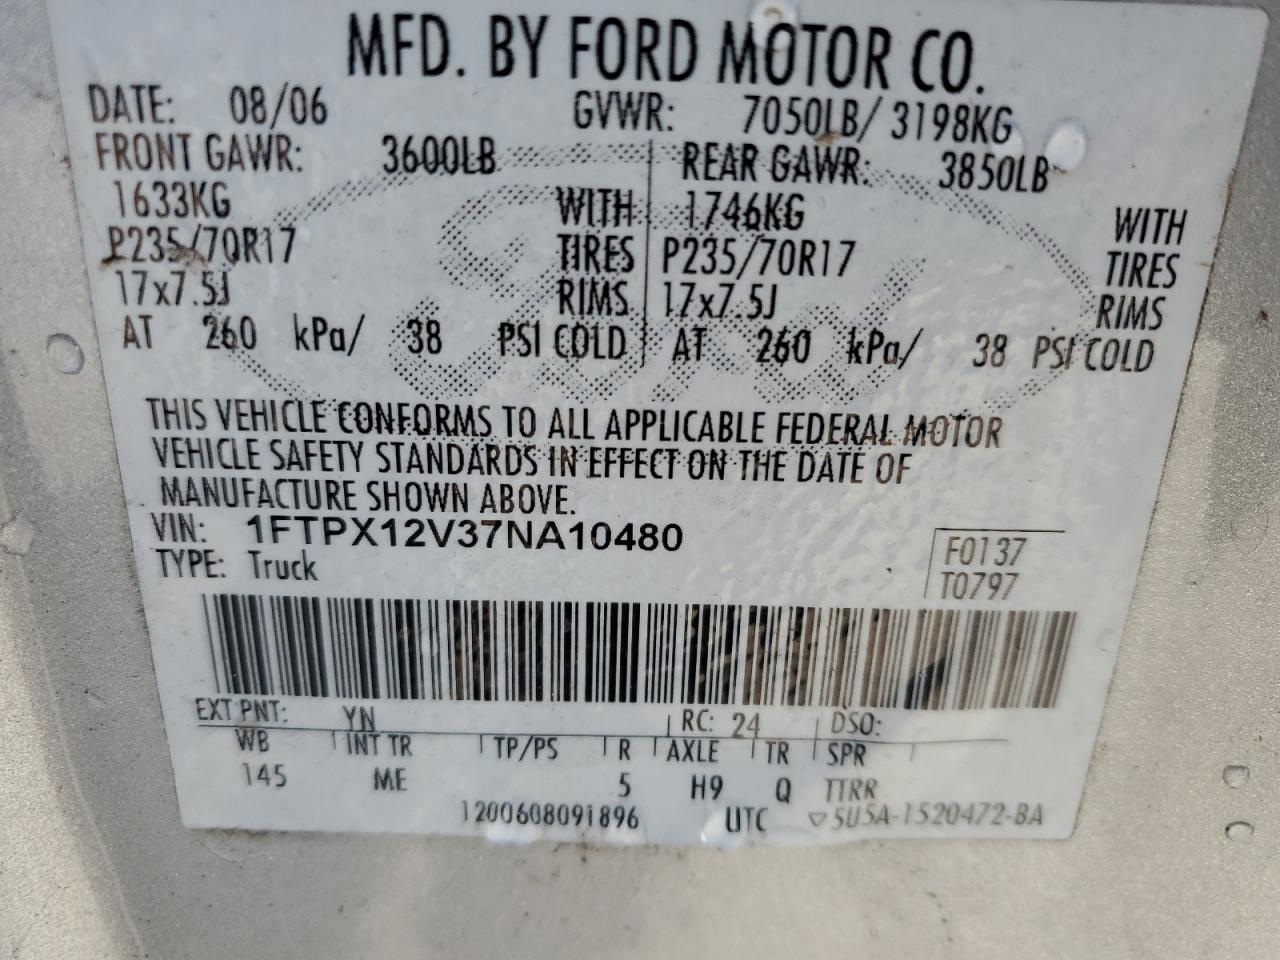 MFD. BY FORD MOTOR CO.
DATE: 08/06 GVWR: 7050LB/ 3198KG
FRONT GAWR: 3600LB REAR GAWR: 3850LB
1633KG WITH 1746KG WITH
P235/70R17 TIRES P235/70R17 TIRES
17x7.5J RIMS 17x7.5J RIMS
AT 260 kPa/ 38 PSI COLD AT 260 kPa/ 38 PSI COLD
THIS VEHICLE CONFORMS TO ALL APPLICABLE FEDERAL MOTOR
VEHICLE SAFETY STANDARDS IN EFFECT ON THE DATE OF
MANUFACTURE SHOWN ABOVE.
VIN: 1FTPX12V37NA10480
TYPE: Truck
F0137
T0797
EXT PNT: YN RC: 24 DSO:
WB INT TR TP/PS R AXLE TR SPR
145 ME 5 H9 Q TTRR
1200608091896 UTC ▽5U5A-1520472-BA